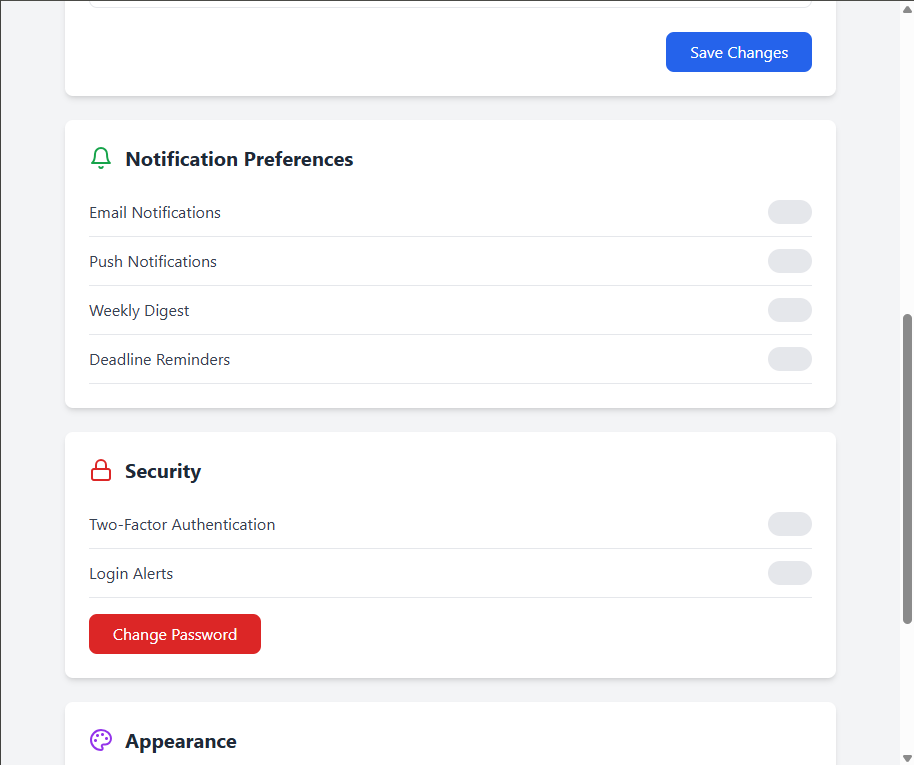 Save Changes
Notification Preferences
Email Notifications
Push Notifications
Weekly Digest
Deadline Reminders
Security
Two-Factor Authentication
Login Alerts
Change Password
Appearance